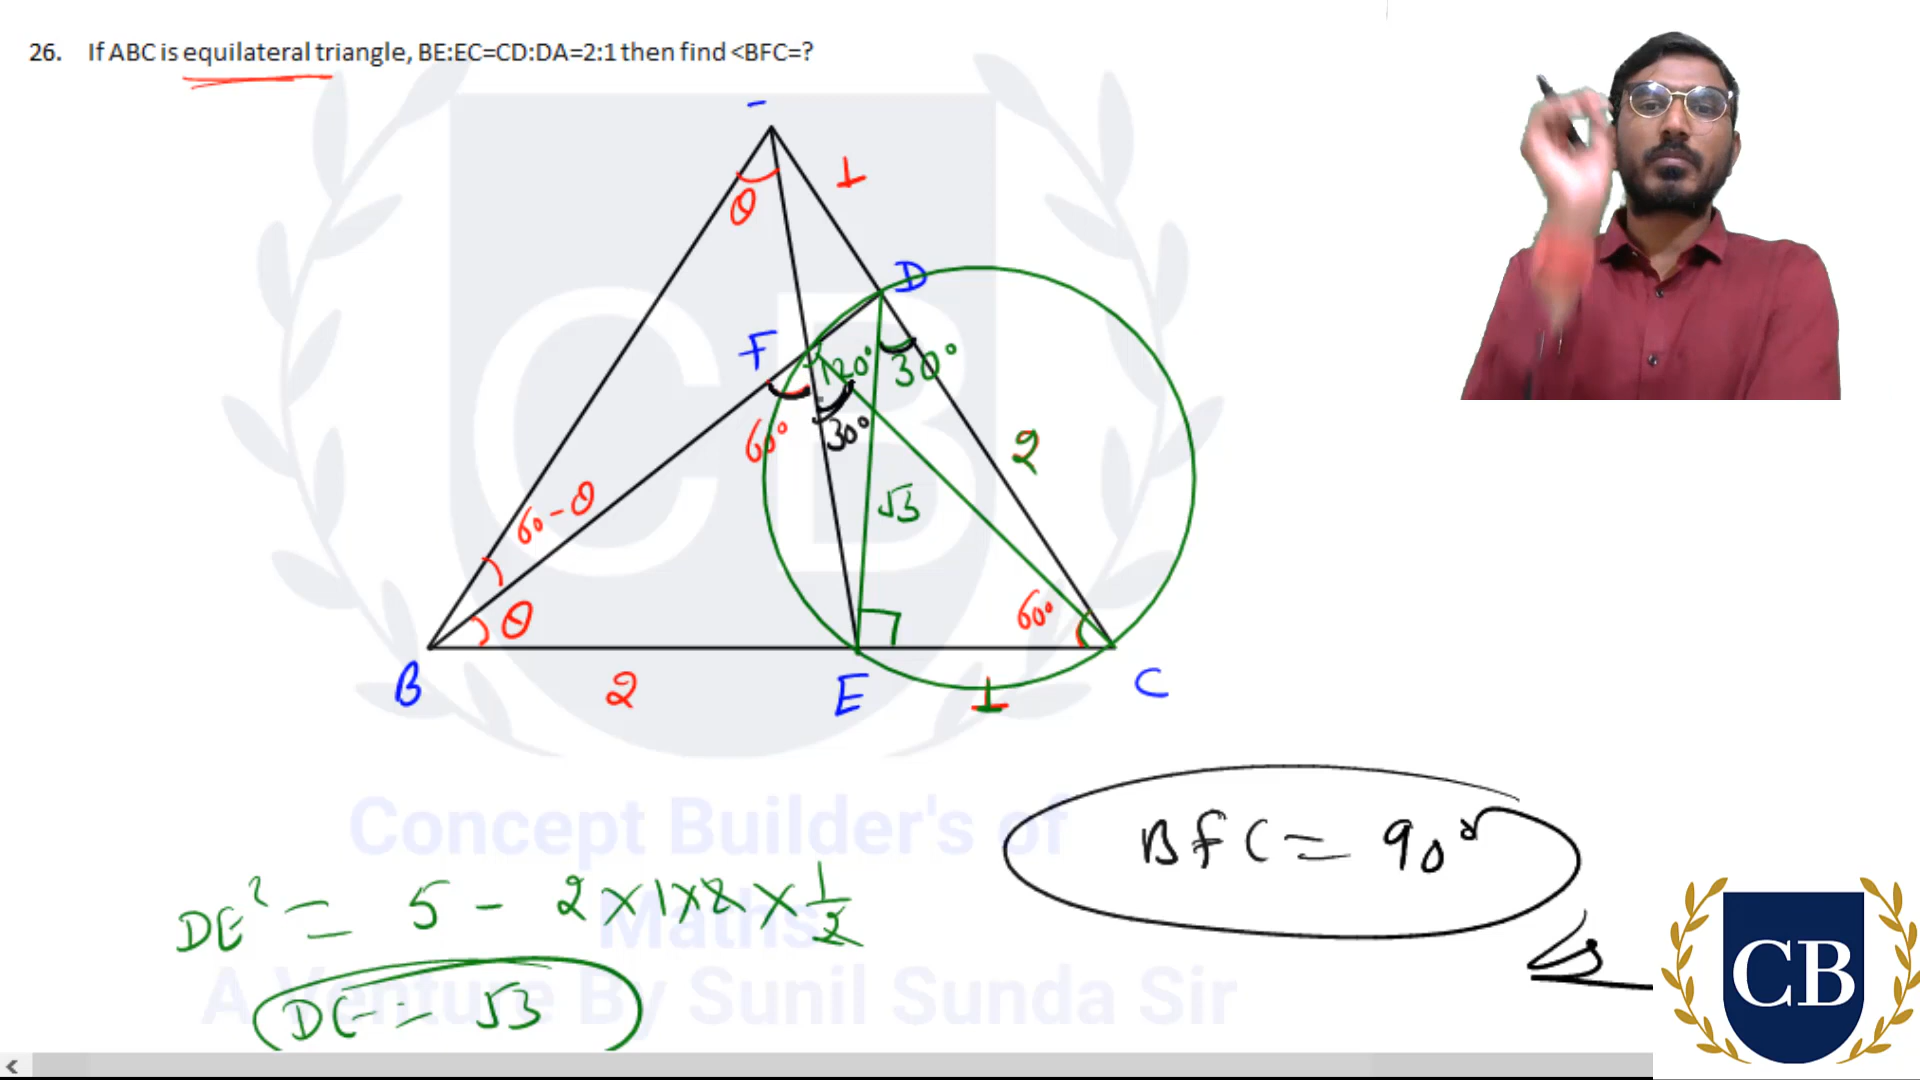 26. If ABC is equilateral triangle, BE:EC=CD:DA=2:1 then find <BFC=?
1
θ
D
F
120°
30°
60°
30°
2
√3
60-θ
θ
60°
B
2
E
1
C
BFC = 90°
DE² = 5 - 2×1×2×1/2
DE = √3
Concept Builder's of
Maths
A Venture By Sunil Sunda Sir
CB
CB